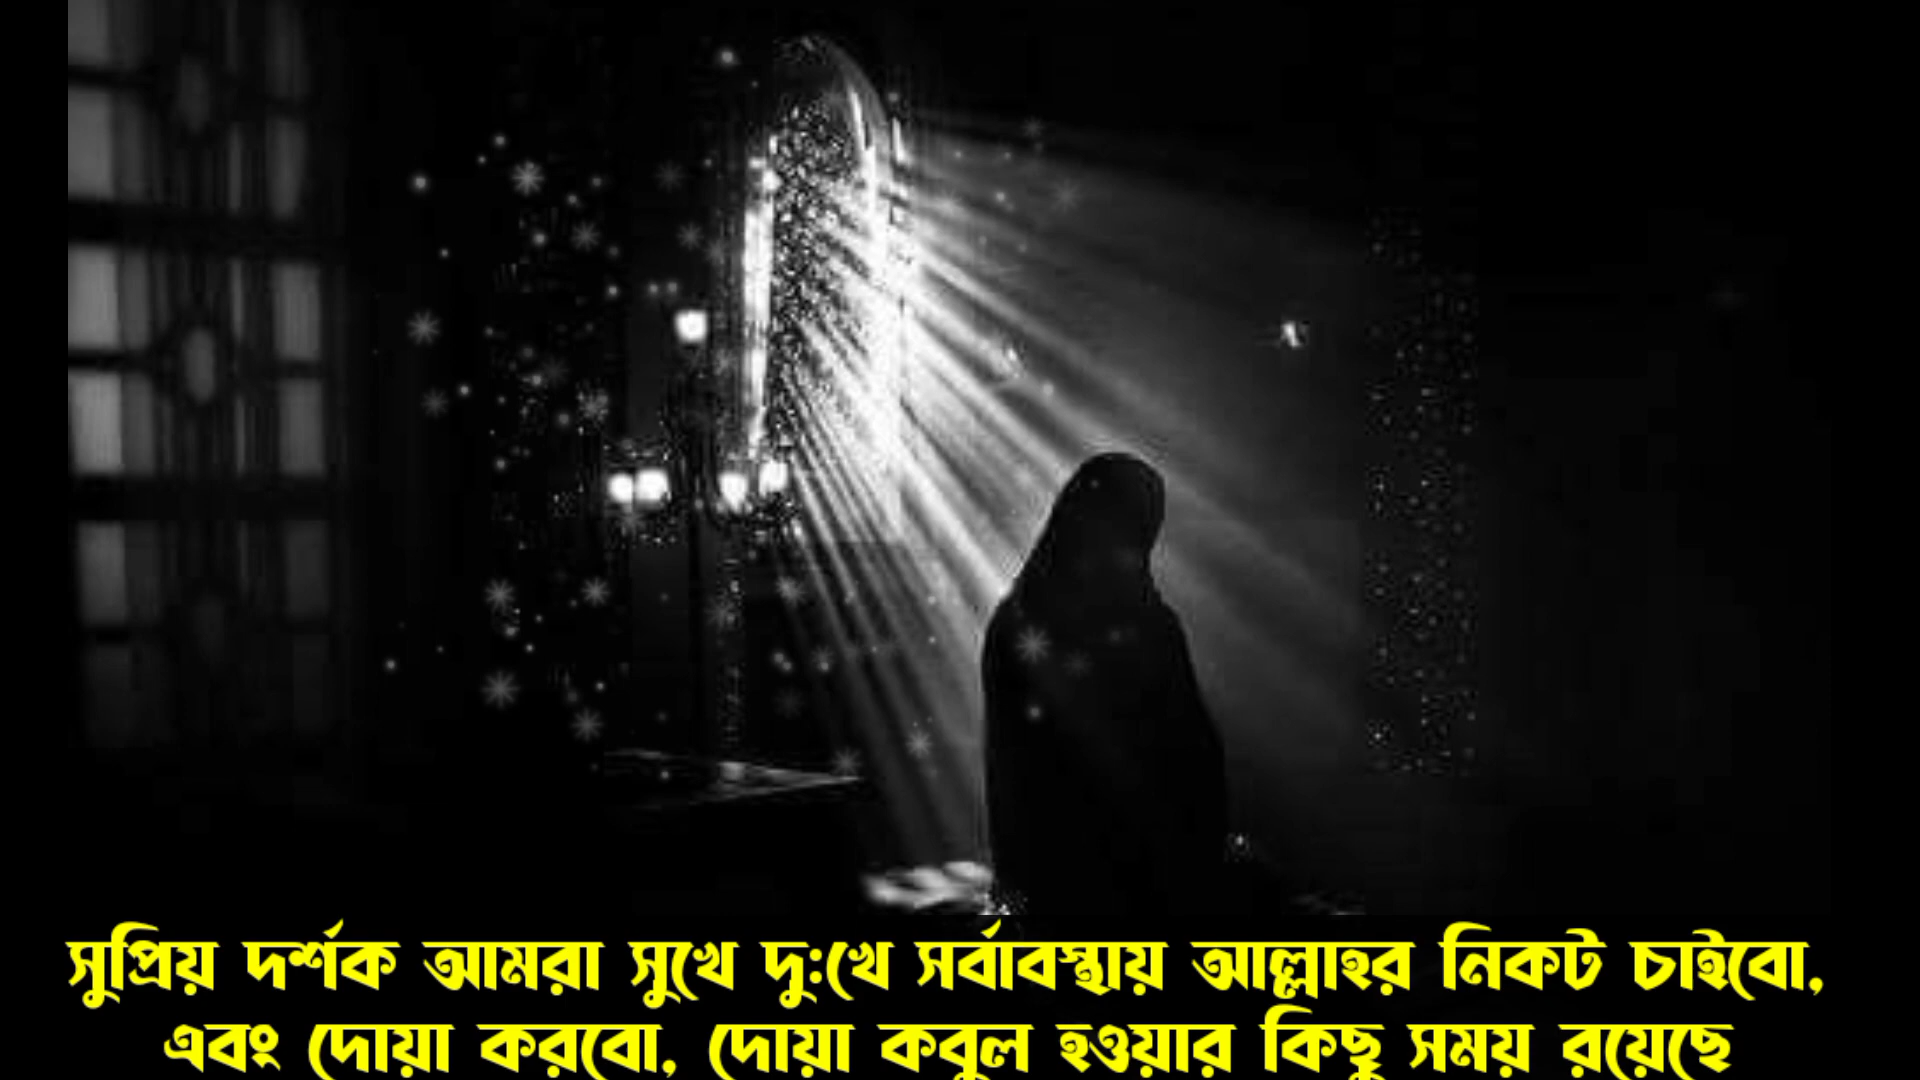 সুপ্রিয় দর্শক আমরা সুখে দু:খে সর্বাবস্থায় আল্লাহর নিকট চাইবো,
এবং দোয়া করবো, দোয়া কবুল হওয়ার কিছু সময় রয়েছে